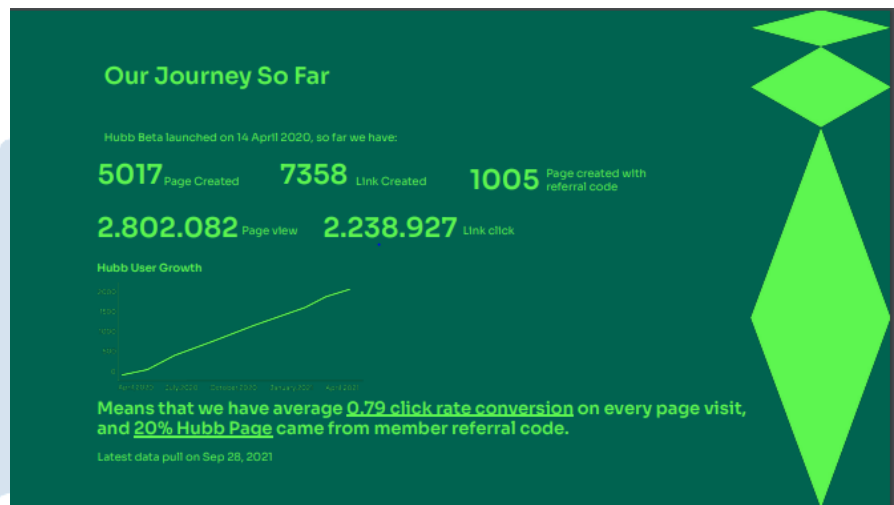 Our Journey So Far
Hubb Beta launched on 14 April 2020, so far we have:
5017 Page Created
7358 Link Created
1005 Page created with
referral code
2.802.082 Page view
2.238.927 Link click
Hubb User Growth
2000
1500
1000
500
0
April 2020 July 2020 October 2020 January 2021 April 2021
Means that we have average 0.79 click rate conversion on every page visit,
and 20% Hubb Page came from member referral code.
Latest data pull on Sep 28, 2021